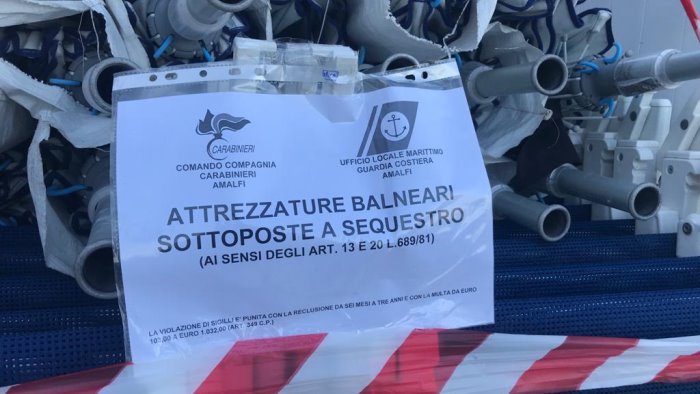 CARABINIERI
COMANDO COMPAGNIA
CARABINIERI
AMALFI
UFFICIO LOCALE MARITTIMO
GUARDIA COSTIERA
AMALFI
ATTREZZATURE BALNEARI
SOTTOPOSTE A SEQUESTRO
(AI SENSI DEGLI ART. 13 E 20 L.689/81)
LA VIOLAZIONE DI SIGILLI E' PUNITA CON LA RECLUSIONE DA SEI MESI A TRE ANNI E CON LA MULTA DA EURO
103,00 A EURO 1.032,00 (ART. 349 C.P.)